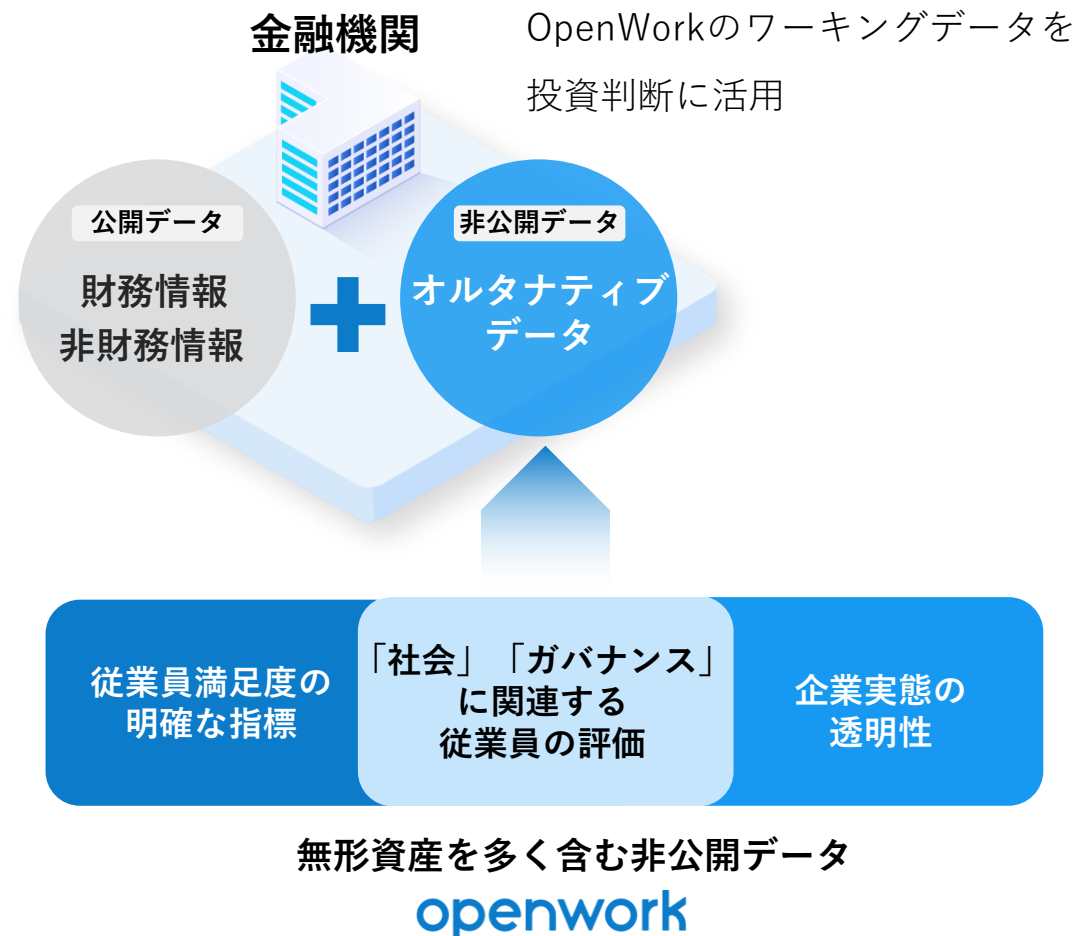 金融機関
OpenWorkのワーキングデータを
投資判断に活用
公開データ
財務情報
非財務情報
非公開データ
オルタナティブ
データ
従業員満足度の
明確な指標
「社会」「ガバナンス」
に関連する
従業員の評価
企業実態の
透明性
無形資産を多く含む非公開データ
openwork